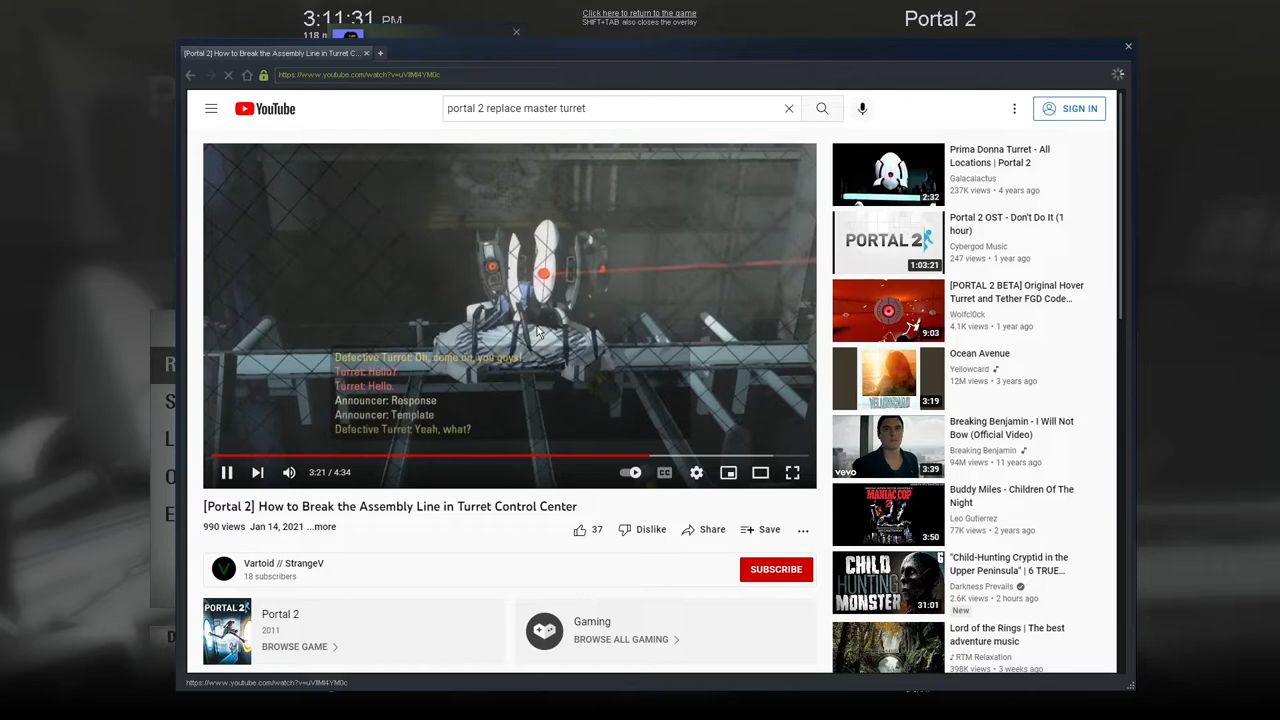 3:11:31 PM
118 m
Click here to return to the game
SHIFT+TAB also closes the overlay
Portal 2
[Portal 2] How to Break the Assembly Line in Turret C...
https://www.youtube.com/watch?v=uVIlMl4YM0c
YouTube
portal 2 replace master turret
SIGN IN
Defective Turret: Oh, come on, you guys!
Turret: Hello?
Turret: Hello.
Announcer: Response
Announcer: Template
Defective Turret: Yeah, what?
3:21 / 4:34
CC
[Portal 2] How to Break the Assembly Line in Turret Control Center
990 views Jan 14, 2021 ...more
37
Dislike
Share
Save
Vartoid // StrangeV
18 subscribers
SUBSCRIBE
PORTAL 2
Portal 2
2011
BROWSE GAME
Gaming
BROWSE ALL GAMING
2:32
Prima Donna Turret - All
Locations | Portal 2
Galacalactus
237K views • 4 years ago
PORTAL 2
1:03:21
Portal 2 OST - Don't Do It (1
hour)
Cybergod Music
247 views • 1 year ago
9:03
[PORTAL 2 BETA] Original Hover
Turret and Tether FGD Code...
Wolfcl0ck
4.1K views • 1 year ago
YELLOWCARD
3:19
Ocean Avenue
Yellowcard
12M views • 3 years ago
vevo
3:39
Breaking Benjamin - I Will Not
Bow (Official Video)
Breaking Benjamin
94M views • 11 years ago
MANIAC COP
2
3:50
Buddy Miles - Children Of The
Night
Leo Gutierrez
77K views • 2 years ago
CHILD
HUNTING
MONSTER
31:01
"Child-Hunting Cryptid in the
Upper Peninsula" | 6 TRUE...
Darkness Prevails
2.6K views • 2 hours ago
New
Lord of the Rings | The best
adventure music
RTM Relaxation
398K views • 3 weeks ago
https://www.youtube.com/watch?v=uVIlMl4YM0c